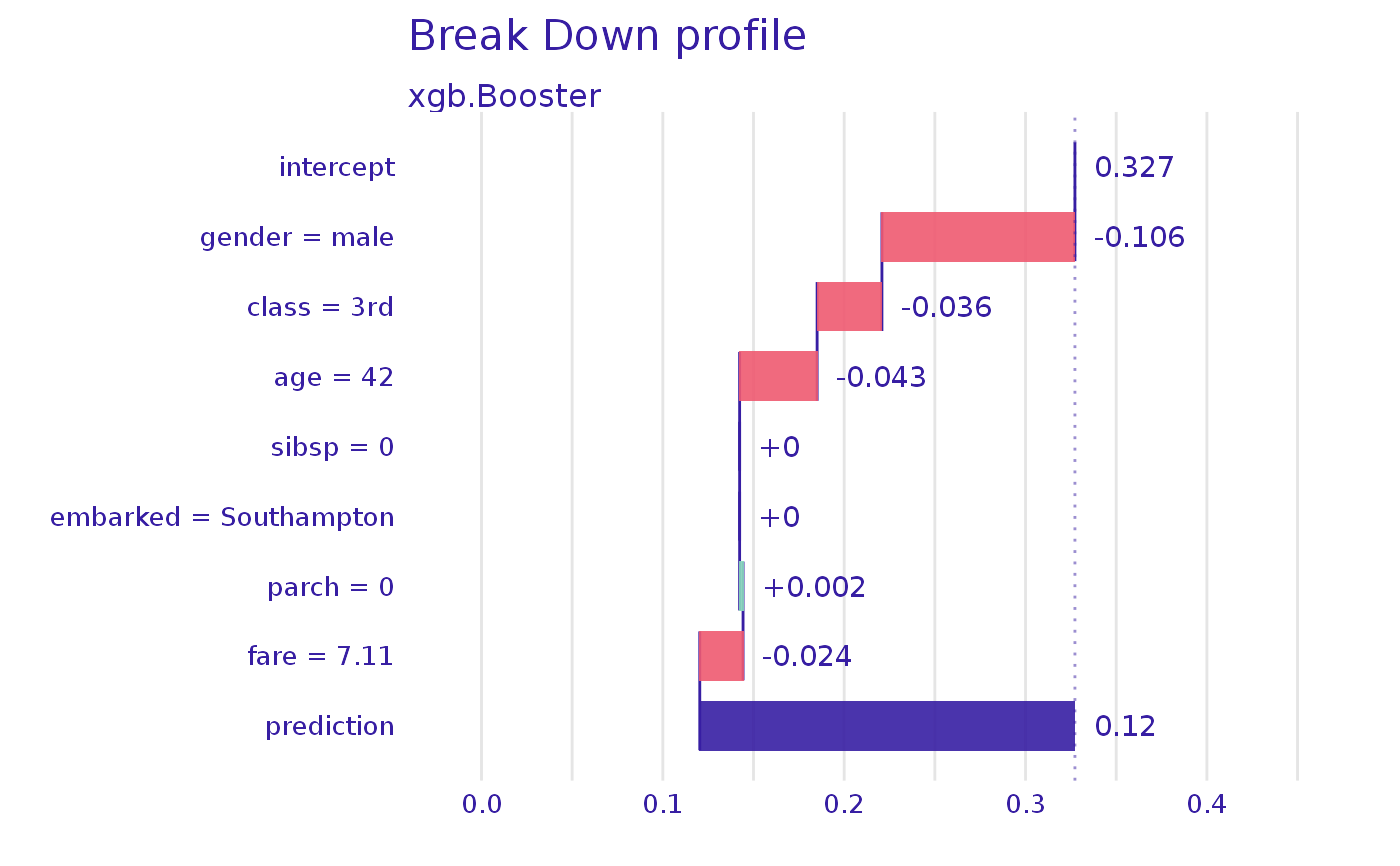 Break Down profile
xgb.Booster
intercept 0.327
gender = male -0.106
class = 3rd -0.036
age = 42 -0.043
sibsp = 0 +0
embarked = Southampton +0
parch = 0 +0.002
fare = 7.11 -0.024
prediction 0.12
0.0 0.1 0.2 0.3 0.4